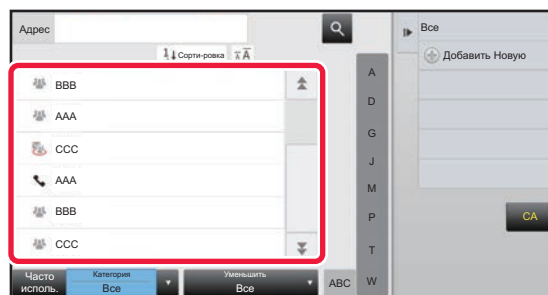 Адрес
Все
1 Сорти-ровка
Добавить Новую
BBB
AAA
CCC
AAA
BBB
CCC
A
D
G
J
M
P
T
W
CA
Часто
исполь.
Категория
Все
Уменьшить
Все
ABC